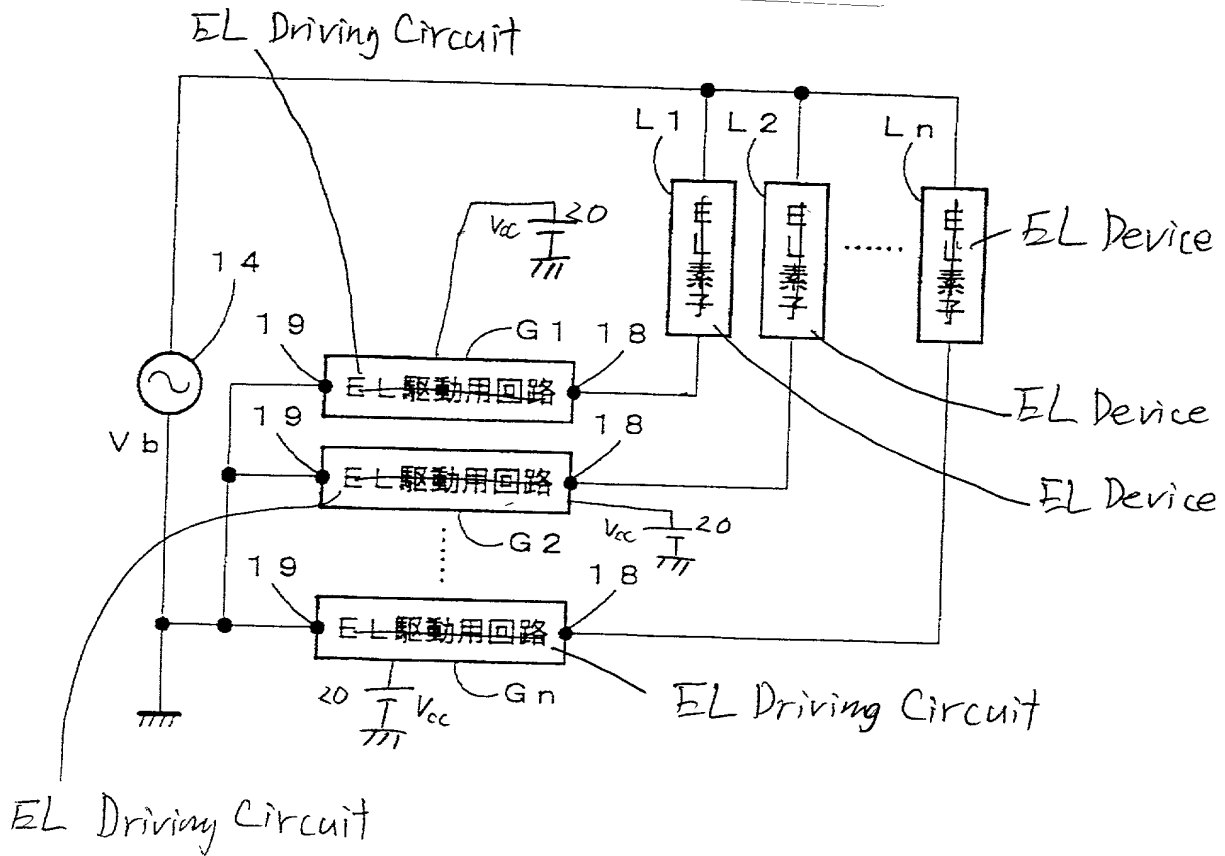 EL Driving Circuit
L1
L2
Ln
Vcc
20
EL素子
EL素子
......
EL素子
EL Device
14
19
G1
18
EL駆動用回路
EL Device
Vb
19
18
EL駆動用回路
EL Device
Vcc
20
G2
......
19
18
EL駆動用回路
20
Vcc
Gn
EL Driving Circuit
EL Driving Circuit